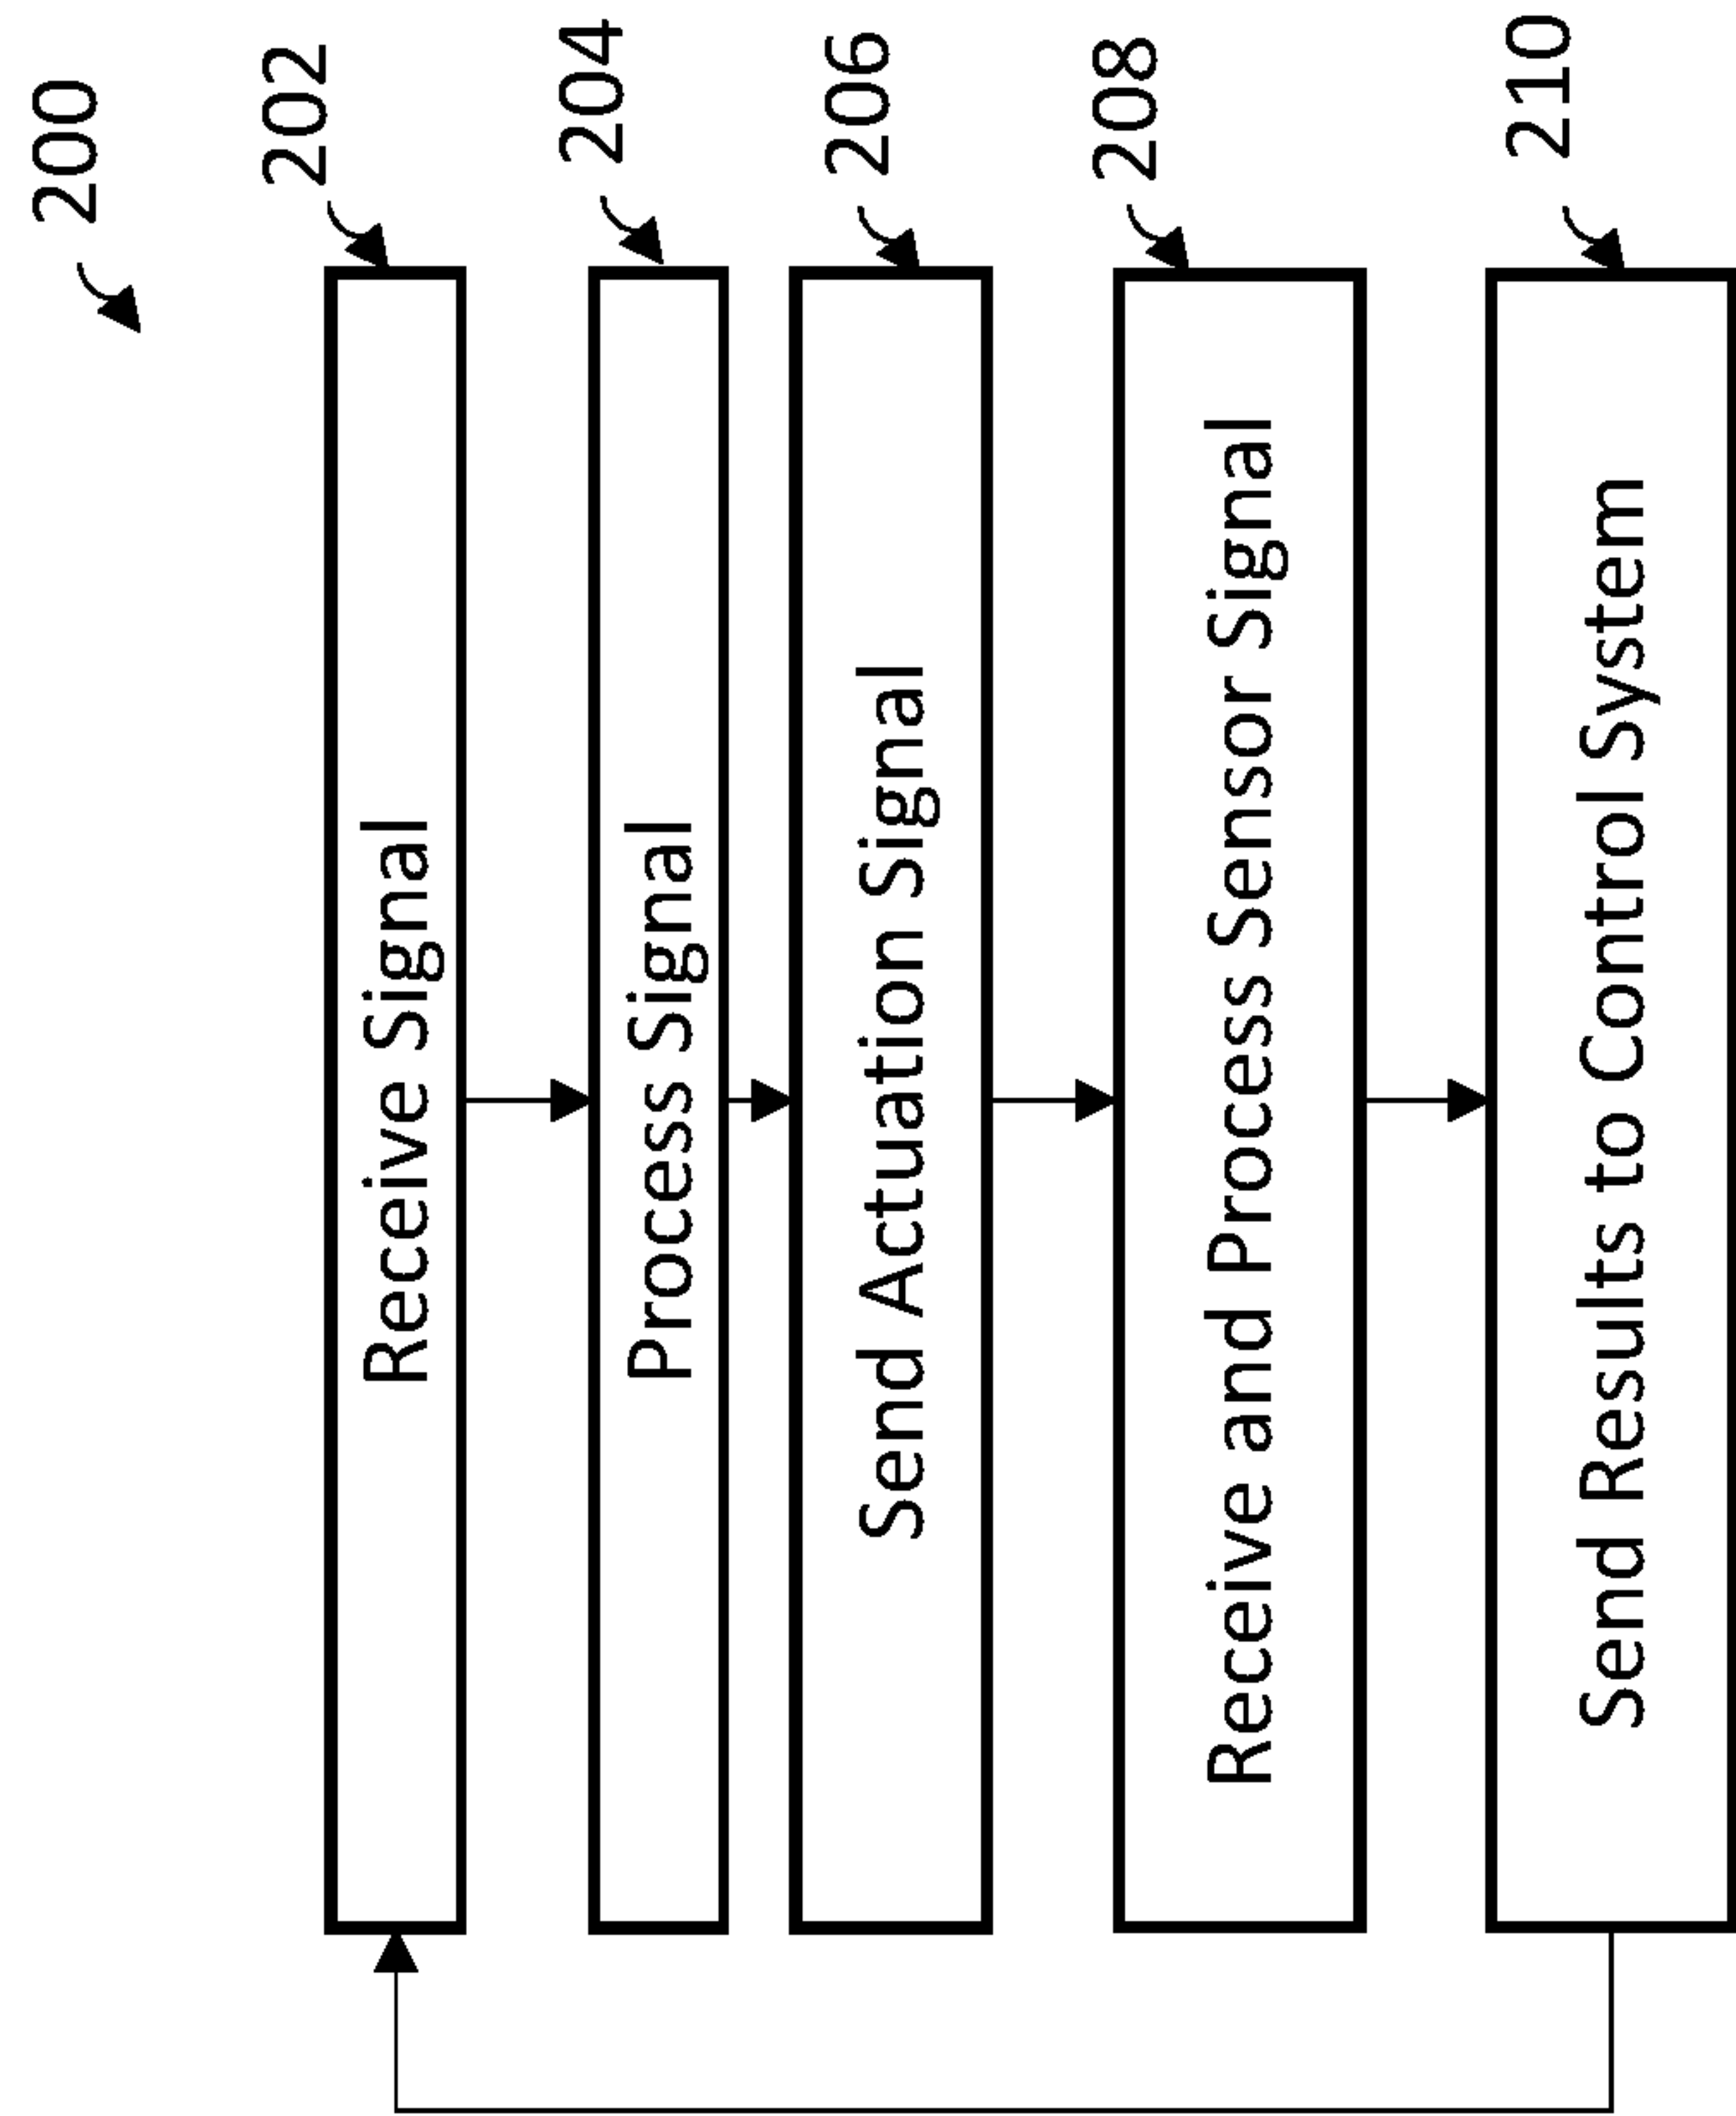 200
202
Receive Signal
204
Process Signal
206
Send Actuation Signal
208
Receive and Process Sensor Signal
210
Send Results to Control System